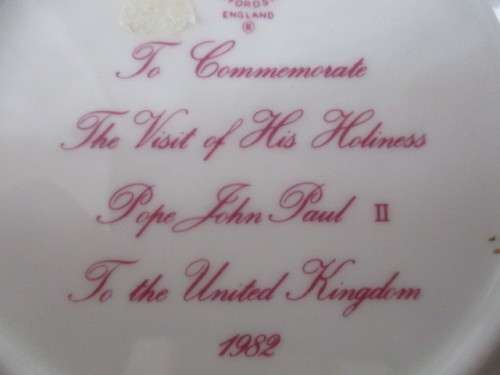 ENGLAND
®
To Commemorate
The Visit of His Holiness
Pope John Paul II
To the United Kingdom
1982